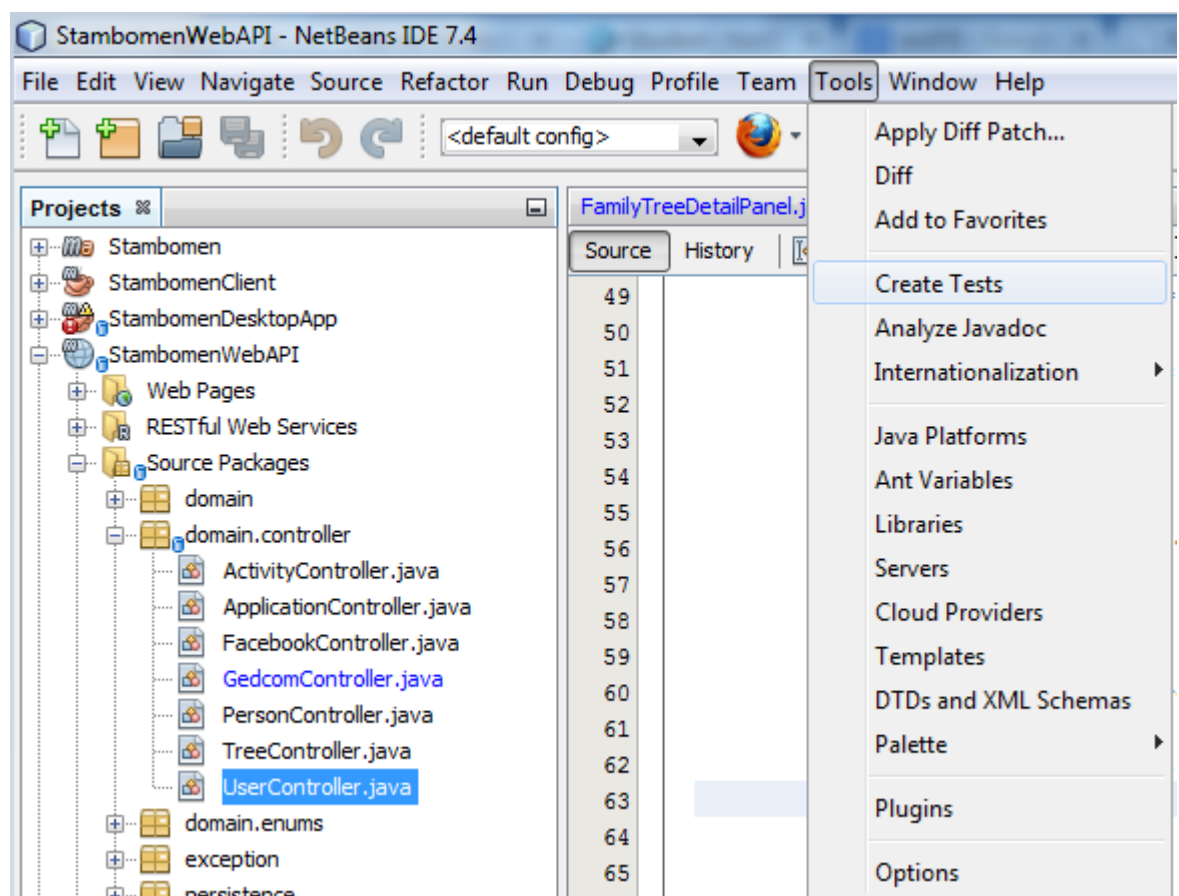 StambomenWebAPI - NetBeans IDE 7.4
File Edit View Navigate Source Refactor Run Debug Profile Team Tools Window Help
<default config>
Projects
Stambomen
StambomenClient
StambomenDesktopApp
StambomenWebAPI
Web Pages
RESTful Web Services
Source Packages
domain
domain.controller
ActivityController.java
ApplicationController.java
FacebookController.java
GedcomController.java
PersonController.java
TreeController.java
UserController.java
domain.enums
exception
persistence
FamilyTreeDetailPanel.j
Source History
49
50
51
52
53
54
55
56
57
58
59
60
61
62
63
64
65
Apply Diff Patch...
Diff
Add to Favorites
Create Tests
Analyze Javadoc
Internationalization
Java Platforms
Ant Variables
Libraries
Servers
Cloud Providers
Templates
DTDs and XML Schemas
Palette
Plugins
Options